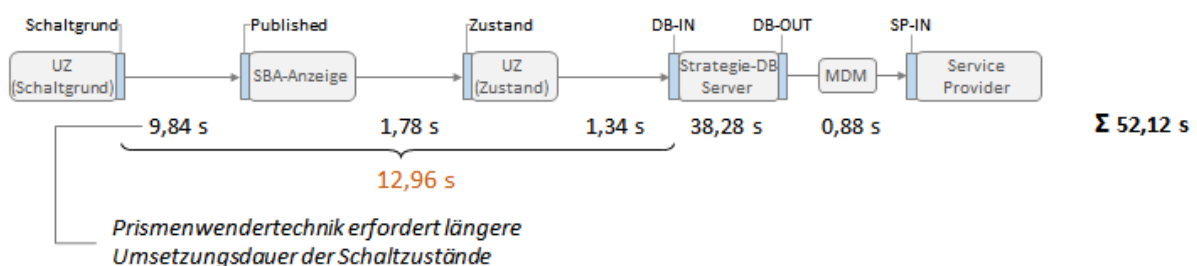 Schaltgrund Published Zustand DB-IN DB-OUT SP-IN
UZ
(Schaltgrund)
SBA-Anzeige
UZ
(Zustand)
Strategie-DB
Server
MDM
Service
Provider
9,84 s 1,78 s 1,34 s 38,28 s 0,88 s Σ 52,12 s
12,96 s
Prismenwendertechnik erfordert längere
Umsetzungsdauer der Schaltzustände